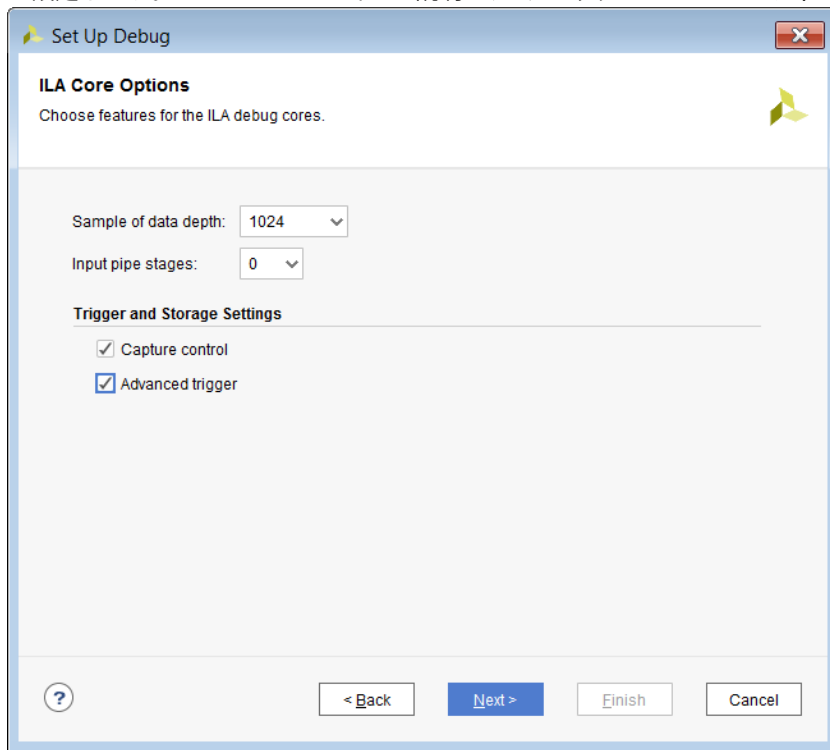 Set Up Debug
ILA Core Options
Choose features for the ILA debug cores.
Sample of data depth: 1024
Input pipe stages: 0
Trigger and Storage Settings
Capture control
Advanced trigger
?
< Back Next > Finish Cancel